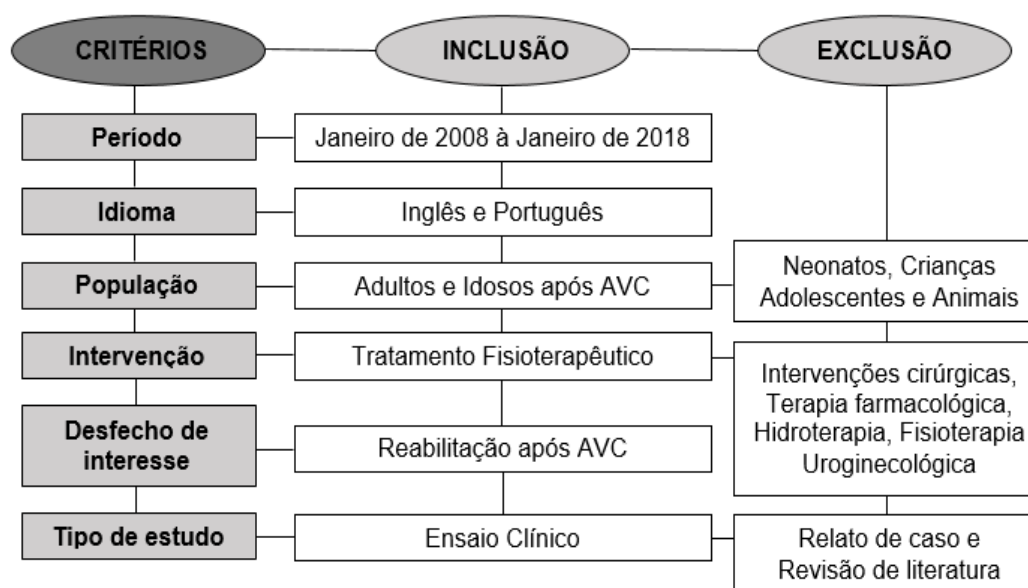 CRITÉRIOS
INCLUSÃO
EXCLUSÃO
Período
Janeiro de 2008 à Janeiro de 2018
Idioma
Inglês e Português
População
Adultos e Idosos após AVC
Neonatos, Crianças
Adolescentes e Animais
Intervenção
Tratamento Fisioterapêutico
Intervenções cirúrgicas,
Terapia farmacológica,
Hidroterapia, Fisioterapia
Uroginecológica
Desfecho de
interesse
Reabilitação após AVC
Tipo de estudo
Ensaio Clínico
Relato de caso e
Revisão de literatura